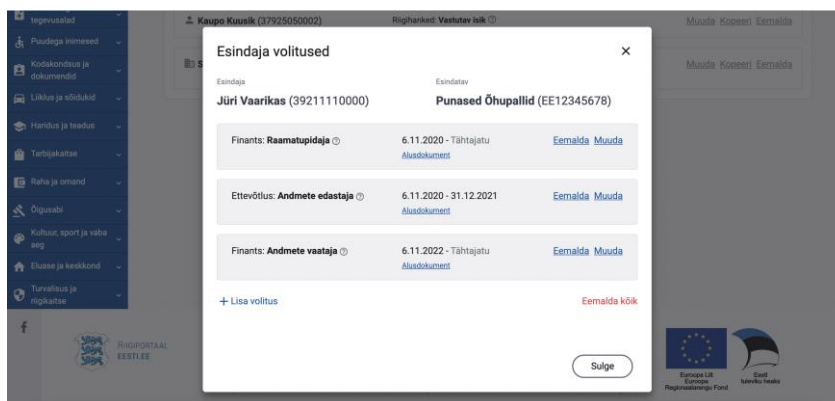 tegevusalad
Puudega inimesed
Kodakondsus ja
dokumendid
Liiklus ja sõidukid
Haridus ja teadus
Tarbijakaitse
Raha ja omand
Õigusabi
Kultuur, sport ja vaba
aeg
Eluase ja keskkond
Turvalisus ja
riigikaitse
Kaupo Kuusik (37925050002)
Riigihanked: Vastutav isik
Muuda Kopeeri Eemalda
S
Muuda Kopeeri Eemalda
Esindaja volitused
Esindaja
Esindatav
Jüri Vaarikas (39211110000)
Punased Õhupallid (EE12345678)
Finants: Raamatupidaja
6.11.2020 - Tähtajatu
Eemalda Muuda
Alusdokument
Ettevõtlus: Andmete edastaja
6.11.2020 - 31.12.2021
Eemalda Muuda
Alusdokument
Finants: Andmete vaataja
6.11.2022 - Tähtajatu
Eemalda Muuda
Alusdokument
+ Lisa volitus
Eemalda kõik
Sulge
RIIGIPORTAAL
EESTI.EE
Euroopa Liit
Euroopa
Regionaalarengu Fond
Eesti
tuleviku heaks